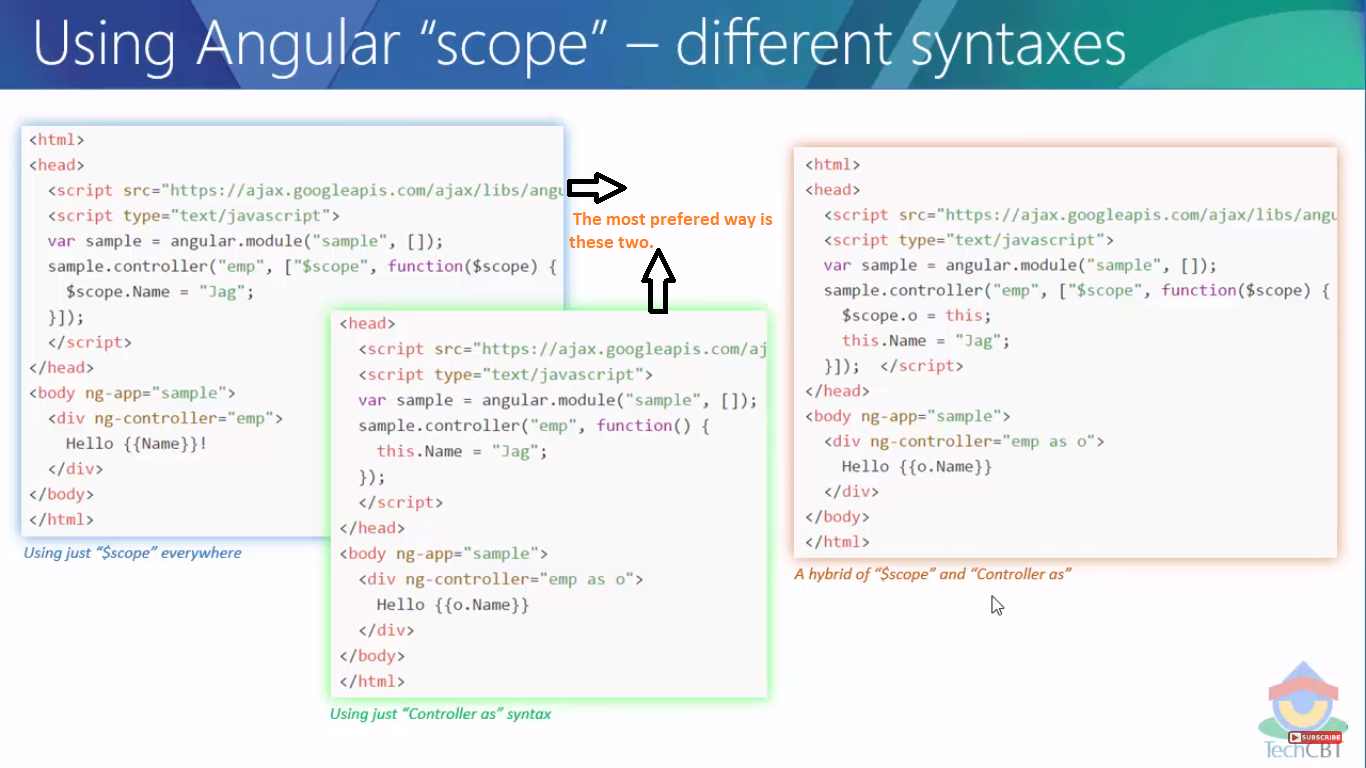 Using Angular “scope” – different syntaxes
<html>
<head>
<script src="https://ajax.googleapis.com/ajax/libs/angu
<script type="text/javascript">
var sample = angular.module("sample", []);
sample.controller("emp", ["$scope", function($scope) {
$scope.Name = "Jag";
}]);
</script>
</head>
<body ng-app="sample">
<div ng-controller="emp">
Hello {{Name}}!
</div>
</body>
</html>
Using just “$scope” everywhere
The most prefered way is
these two.
<head>
<script src="https://ajax.googleapis.com/aj
<script type="text/javascript">
var sample = angular.module("sample", []);
sample.controller("emp", function() {
this.Name = "Jag";
});
</script>
</head>
<body ng-app="sample">
<div ng-controller="emp as o">
Hello {{o.Name}}
</div>
</body>
</html>
Using just “Controller as” syntax
<html>
<head>
<script src="https://ajax.googleapis.com/ajax/libs/angu
<script type="text/javascript">
var sample = angular.module("sample", []);
sample.controller("emp", ["$scope", function($scope) {
$scope.o = this;
this.Name = "Jag";
}]); </script>
</head>
<body ng-app="sample">
<div ng-controller="emp as o">
Hello {{o.Name}}
</div>
</body>
</html>
A hybrid of “$scope” and “Controller as”
SUBSCRIBE
TechCBT